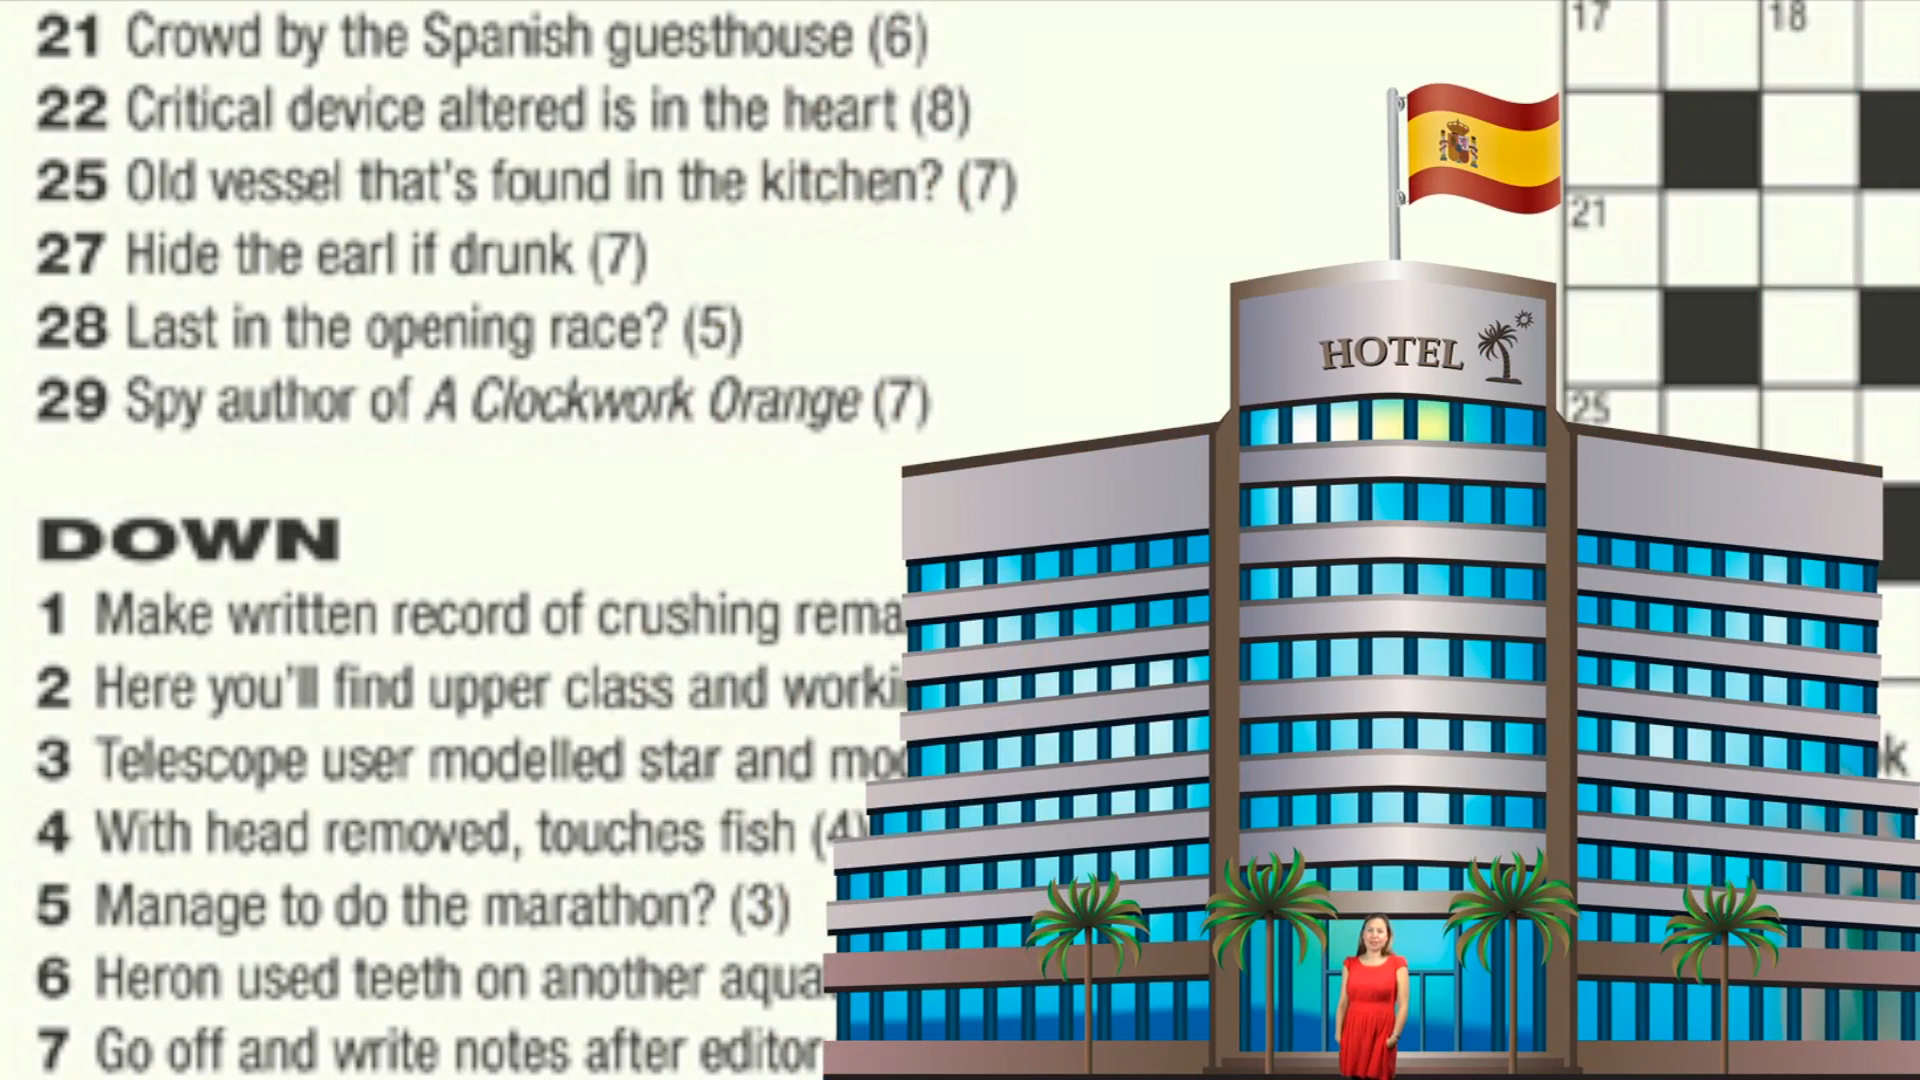 21 Crowd by the Spanish guesthouse (6)
22 Critical device altered is in the heart (8)
25 Old vessel that's found in the kitchen? (7)
27 Hide the earl if drunk (7)
28 Last in the opening race? (5)
29 Spy author of A Clockwork Orange (7)
DOWN
1 Make written record of crushing rema
2 Here you'll find upper class and worki
3 Telescope user modelled star and mo
4 With head removed, touches fish (4)
5 Manage to do the marathon? (3)
6 Heron used teeth on another aqua
7 Go off and write notes after editor
17 18
21
25
HOTEL